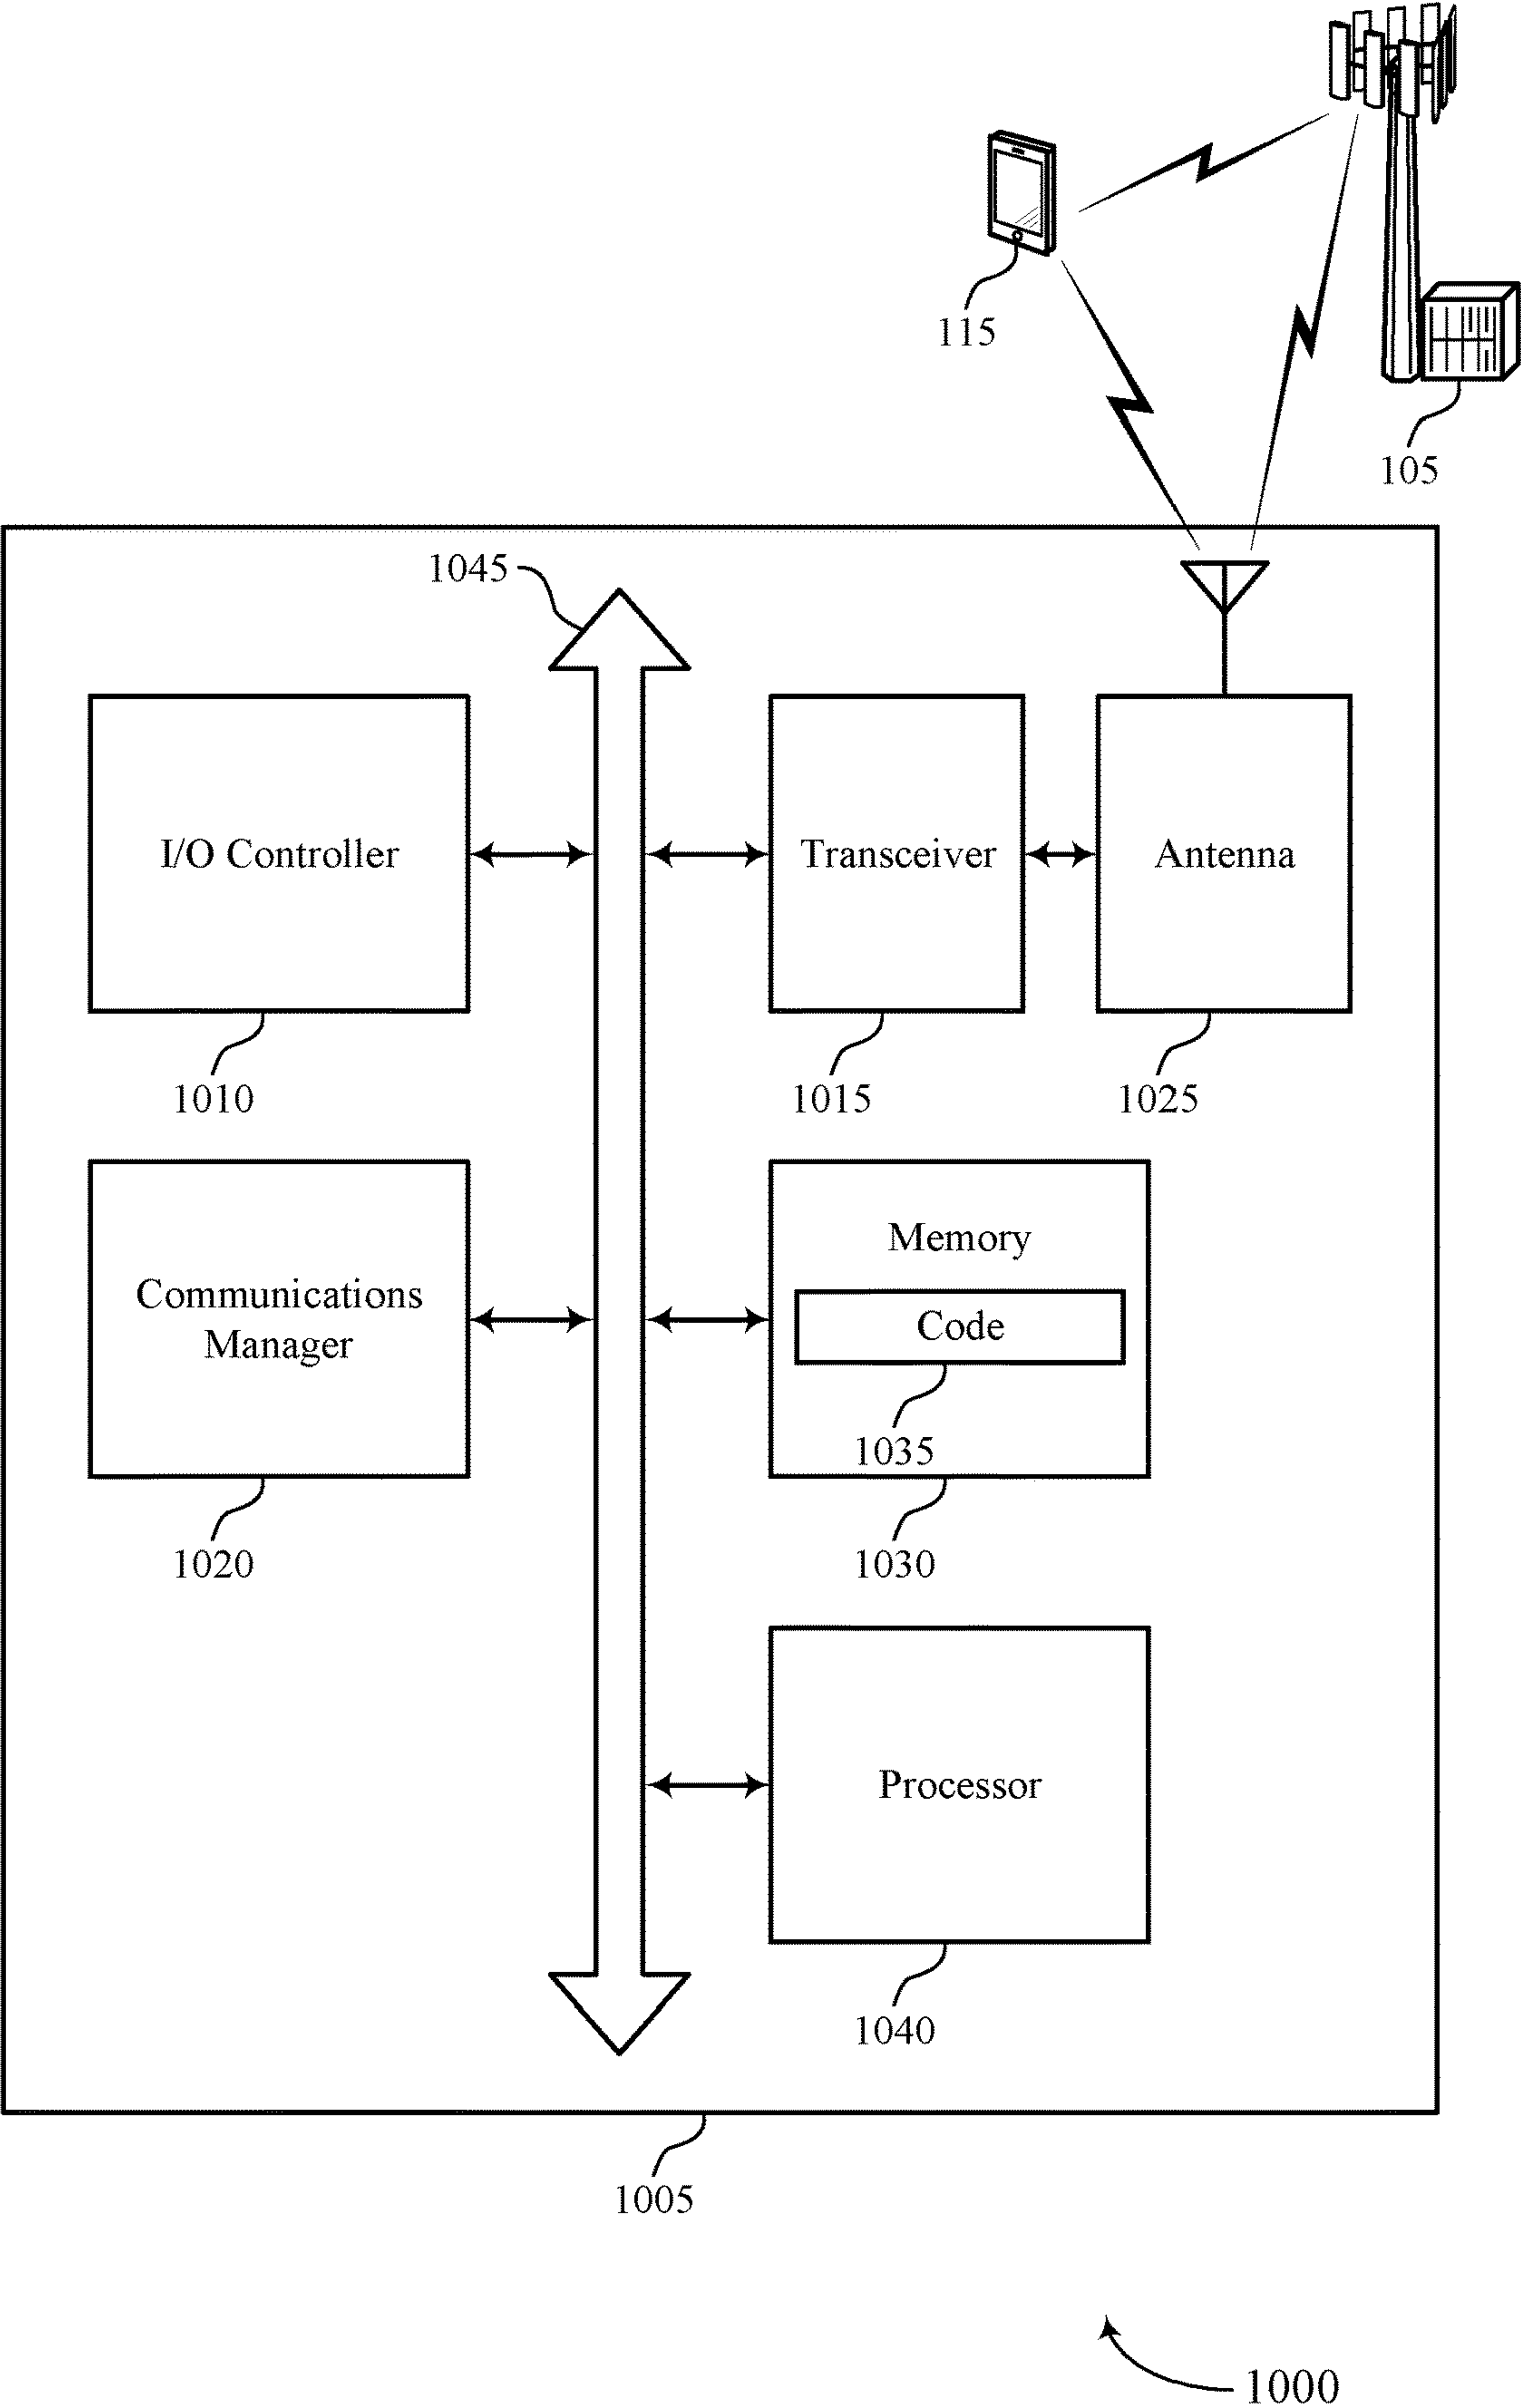 115
105
1045
I/O Controller
Transceiver
Antenna
1010
1015
1025
Communications
Manager
Memory
Code
1035
1020
1030
Processor
1040
1005
1000